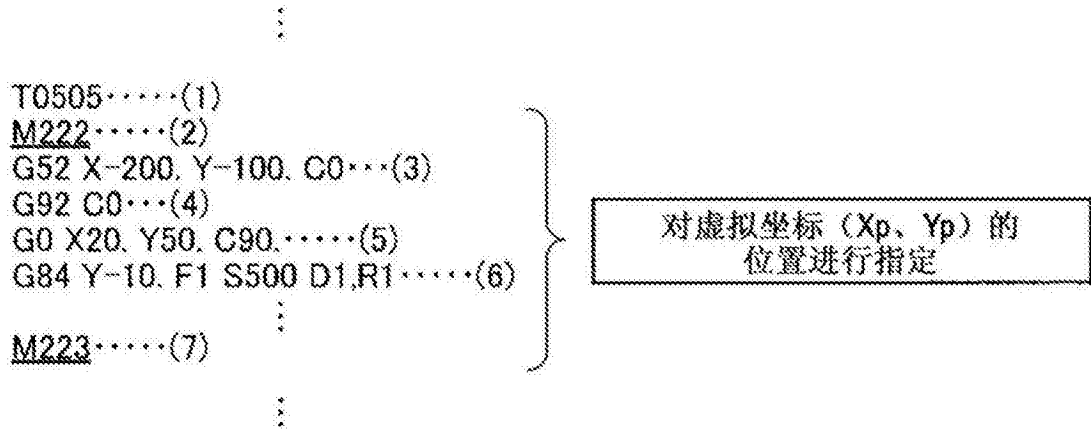 ⋮
T0505·····(1)
M222·····(2)
G52 X-200. Y-100. C0···(3)
G92 C0···(4)
G0 X20. Y50. C90.·····(5)
G84 Y-10. F1 S500 D1,R1·····(6)
⋮
M223·····(7)
⋮
对虚拟坐标（Xp、Yp）的
位置进行指定